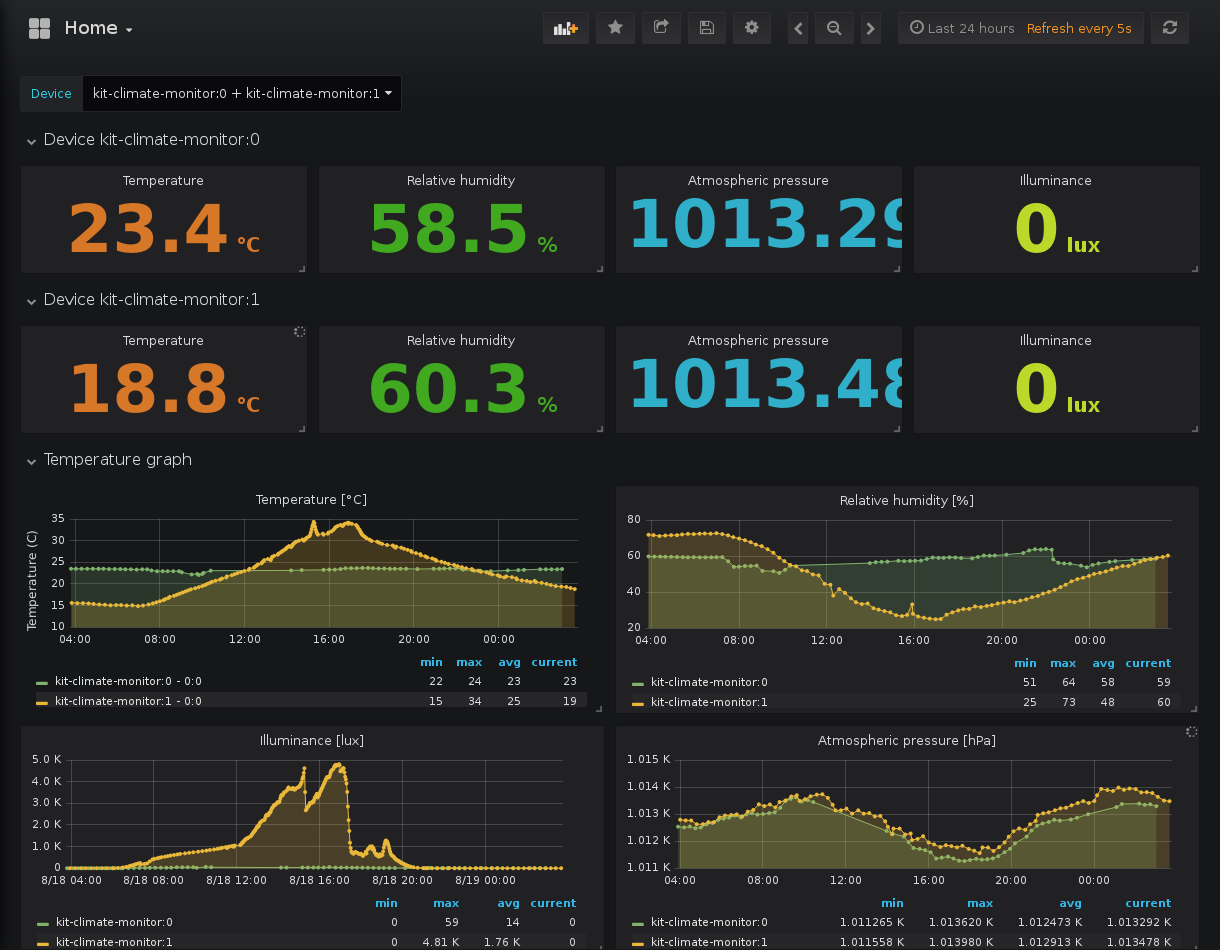 Home
Last 24 hours Refresh every 5s
Device kit-climate-monitor:0 + kit-climate-monitor:1
Device kit-climate-monitor:0
Temperature Relative humidity Atmospheric pressure Illuminance
23.4 °C 58.5 % 1013.29 0 lux
Device kit-climate-monitor:1
Temperature Relative humidity Atmospheric pressure Illuminance
18.8 °C 60.3 % 1013.48 0 lux
Temperature graph
Temperature [°C]
Temperature (C)
35
30
25
20
15
10
04:00 08:00 12:00 16:00 20:00 00:00
min max avg current
kit-climate-monitor:0 - 0:0 22 24 23 23
kit-climate-monitor:1 - 0:0 15 34 25 19
Relative humidity [%]
80
60
40
20
04:00 08:00 12:00 16:00 20:00 00:00
min max avg current
kit-climate-monitor:0 51 64 58 59
kit-climate-monitor:1 25 73 48 60
Illuminance [lux]
5.0 K
4.0 K
3.0 K
2.0 K
1.0 K
0
8/18 04:00 8/18 08:00 8/18 12:00 8/18 16:00 8/18 20:00 8/19 00:00
min max avg current
kit-climate-monitor:0 0 59 14 0
kit-climate-monitor:1 0 4.81 K 1.76 K 0
Atmospheric pressure [hPa]
1.015 K
1.014 K
1.013 K
1.012 K
1.011 K
04:00 08:00 12:00 16:00 20:00 00:00
min max avg current
kit-climate-monitor:0 1.011265 K 1.013620 K 1.012473 K 1.013292 K
kit-climate-monitor:1 1.011558 K 1.013980 K 1.012913 K 1.013478 K